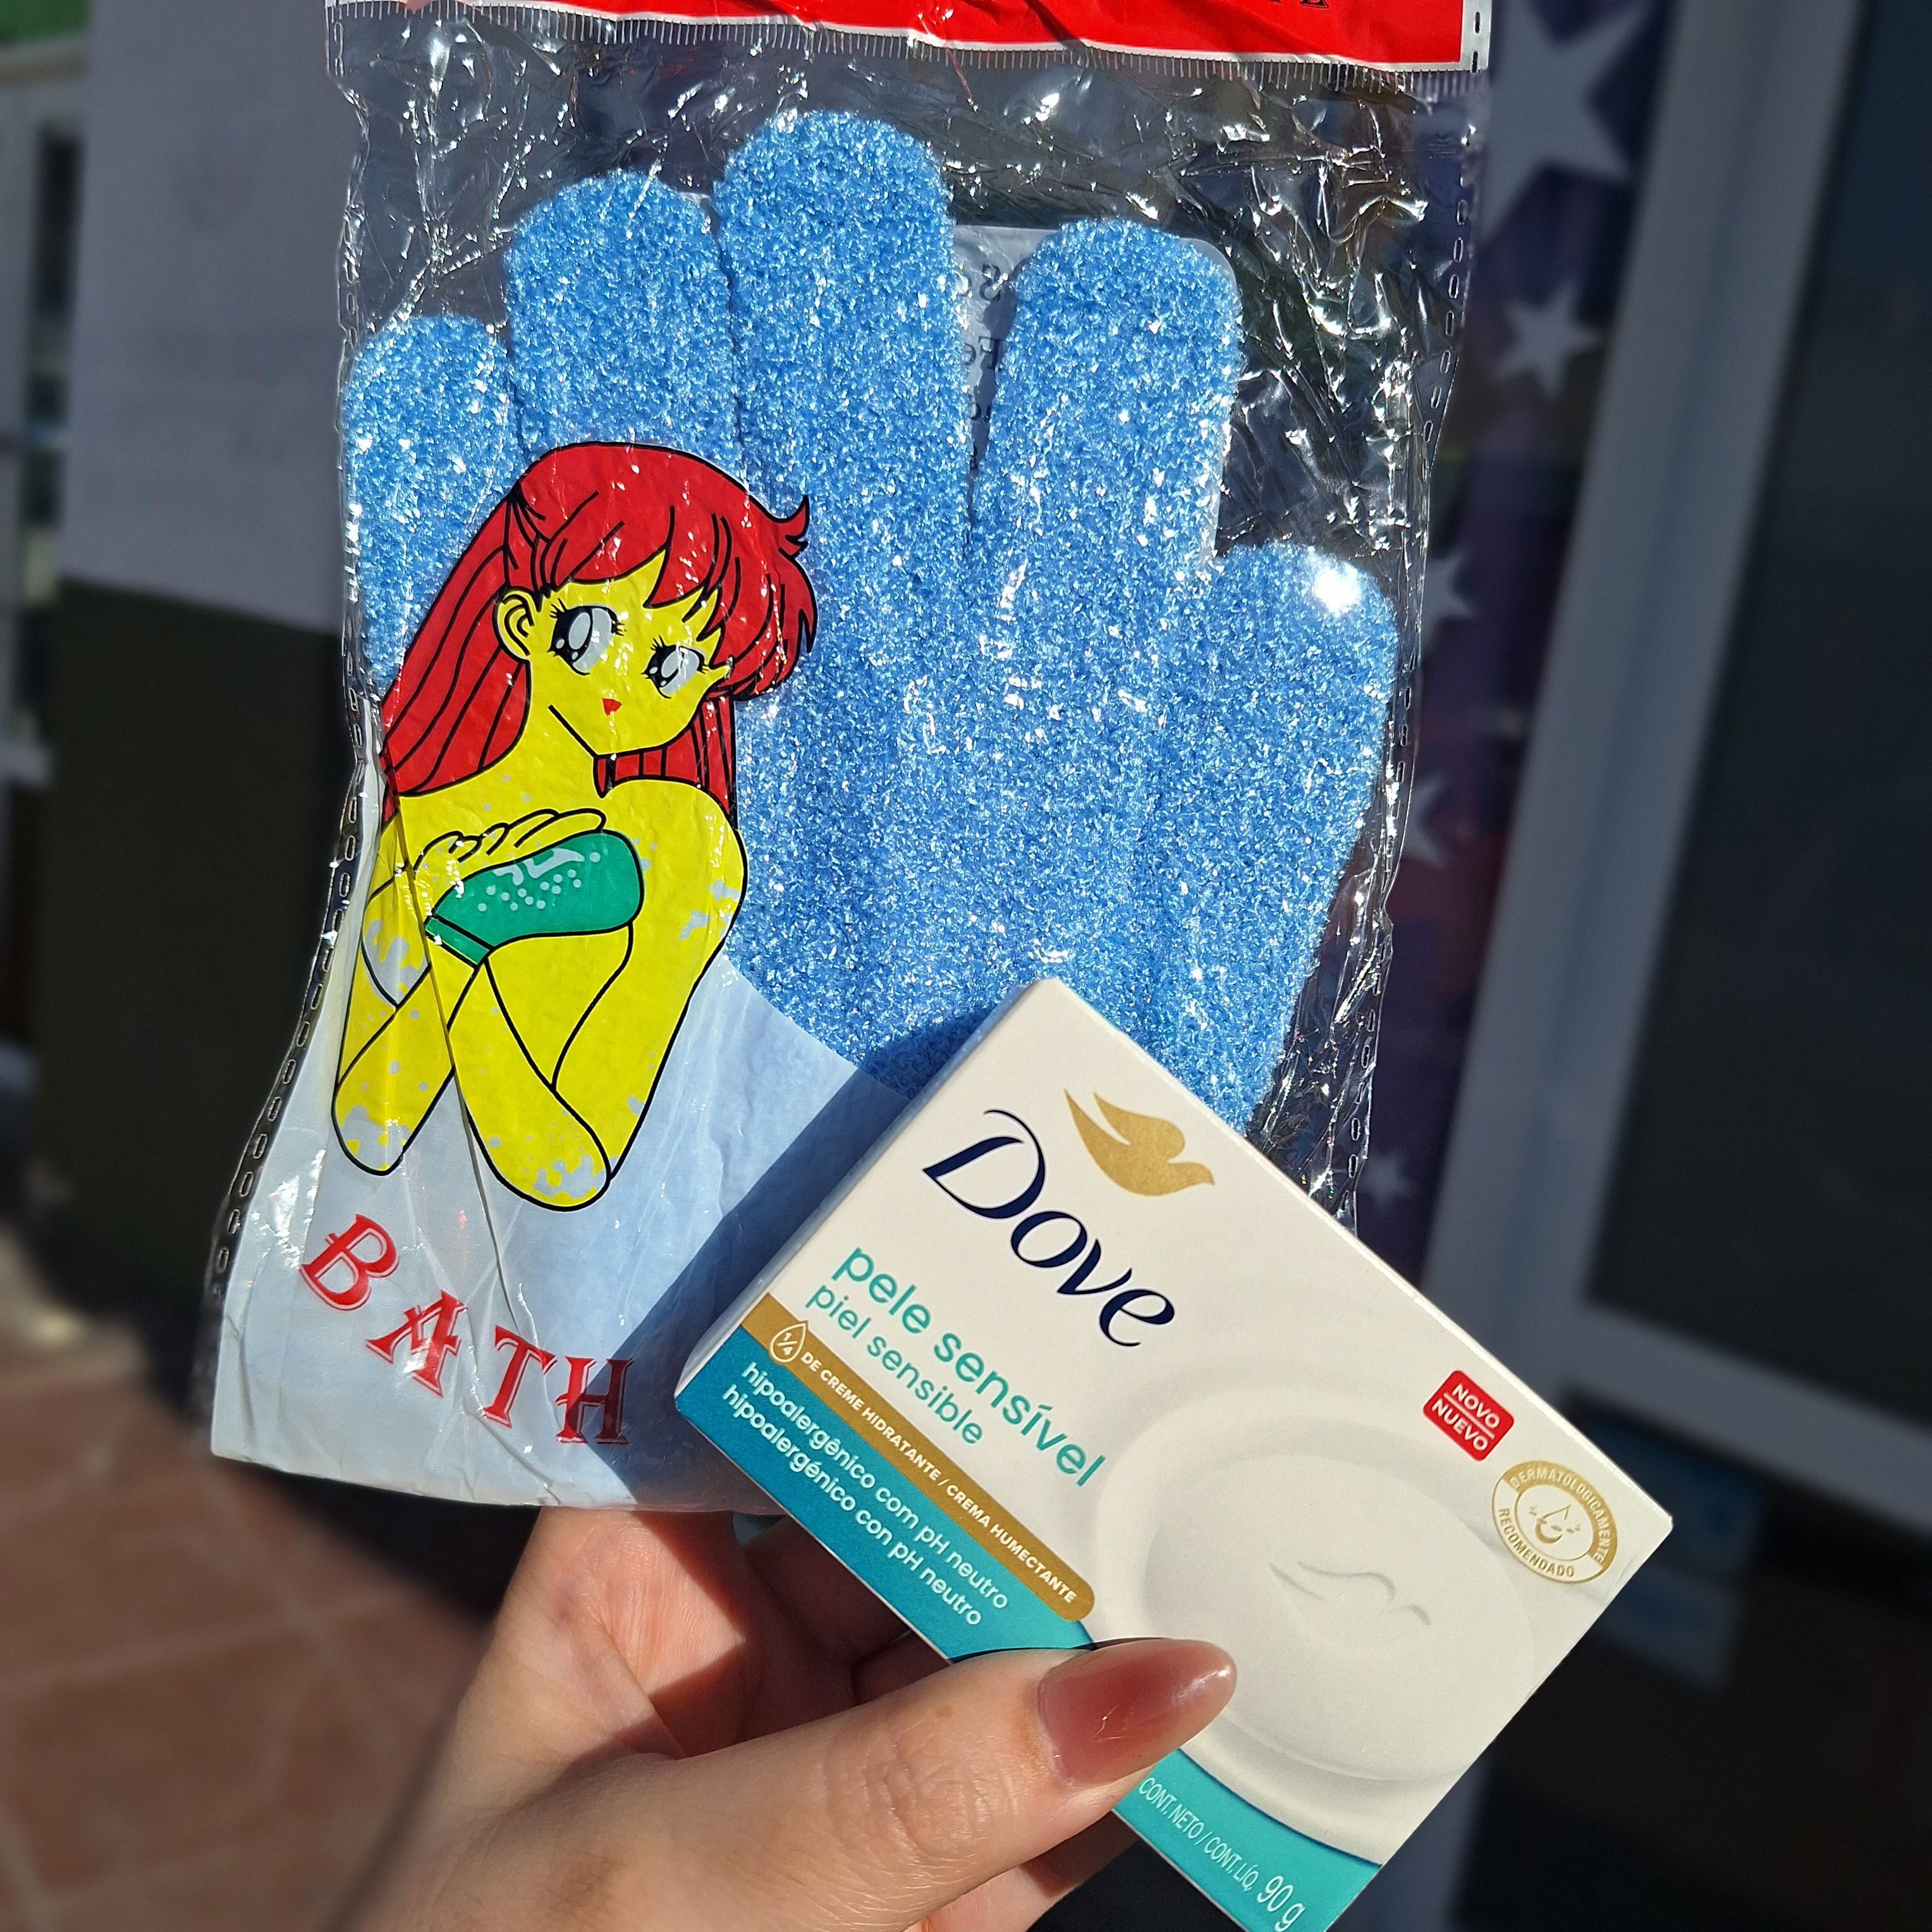 BATH
Dove
pele sensível
piel sensible
1/4 DE CREME HIDRATANTE / CREMA HUMECTANTE
hipoalergênico com pH neutro
hipoalergénico con pH neutro
NOVO
NUEVO
DERMATOLOGICAMENTE
RECOMENDADO
CONT. NETO / CONT. LÍQ. 90 g